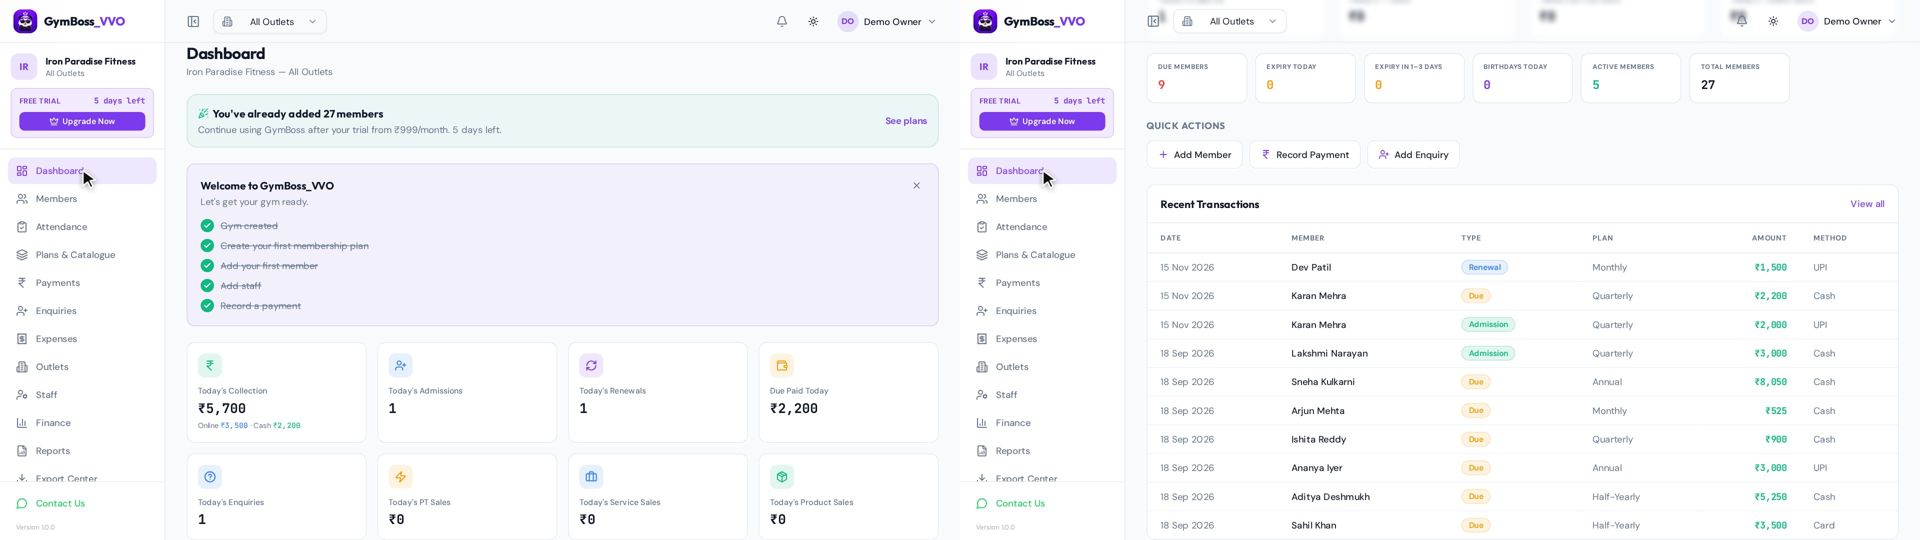 GymBoss_VVO
All Outlets
DO Demo Owner
IR
Iron Paradise Fitness
All Outlets
FREE TRIAL 5 days left
Upgrade Now
Dashboard
Members
Attendance
Plans & Catalogue
Payments
Enquiries
Expenses
Outlets
Staff
Finance
Reports
Export Center
Contact Us
Version 1.0.0
Dashboard
Iron Paradise Fitness — All Outlets
You've already added 27 members
Continue using GymBoss after your trial from ₹999/month. 5 days left.
See plans
Welcome to GymBoss_VVO
Let's get your gym ready.
Gym created
Create your first membership plan
Add your first member
Add staff
Record a payment
Today's Collection
₹5,700
Online ₹3,500 · Cash ₹2,200
Today's Admissions
1
Today's Renewals
1
Due Paid Today
₹2,200
Today's Enquiries
1
Today's PT Sales
₹0
Today's Service Sales
₹0
Today's Product Sales
₹0
GymBoss_VVO
All Outlets
DO Demo Owner
IR
Iron Paradise Fitness
All Outlets
FREE TRIAL 5 days left
Upgrade Now
Dashboard
Members
Attendance
Plans & Catalogue
Payments
Enquiries
Expenses
Outlets
Staff
Finance
Reports
Export Center
Contact Us
Version 1.0.0
DUE MEMBERS
9
EXPIRY TODAY
0
EXPIRY IN 1–3 DAYS
0
BIRTHDAYS TODAY
0
ACTIVE MEMBERS
5
TOTAL MEMBERS
27
QUICK ACTIONS
+ Add Member
₹ Record Payment
Add Enquiry
Recent Transactions View all
DATE MEMBER TYPE PLAN AMOUNT METHOD
15 Nov 2026 Dev Patil Renewal Monthly ₹1,500 UPI
15 Nov 2026 Karan Mehra Due Quarterly ₹2,200 Cash
15 Nov 2026 Karan Mehra Admission Quarterly ₹2,000 UPI
18 Sep 2026 Lakshmi Narayan Admission Quarterly ₹3,000 Cash
18 Sep 2026 Sneha Kulkarni Due Annual ₹8,050 Cash
18 Sep 2026 Arjun Mehta Due Monthly ₹525 Cash
18 Sep 2026 Ishita Reddy Due Quarterly ₹900 Cash
18 Sep 2026 Ananya Iyer Due Annual ₹3,000 UPI
18 Sep 2026 Aditya Deshmukh Due Half-Yearly ₹5,250 Cash
18 Sep 2026 Sahil Khan Due Half-Yearly ₹3,500 Card